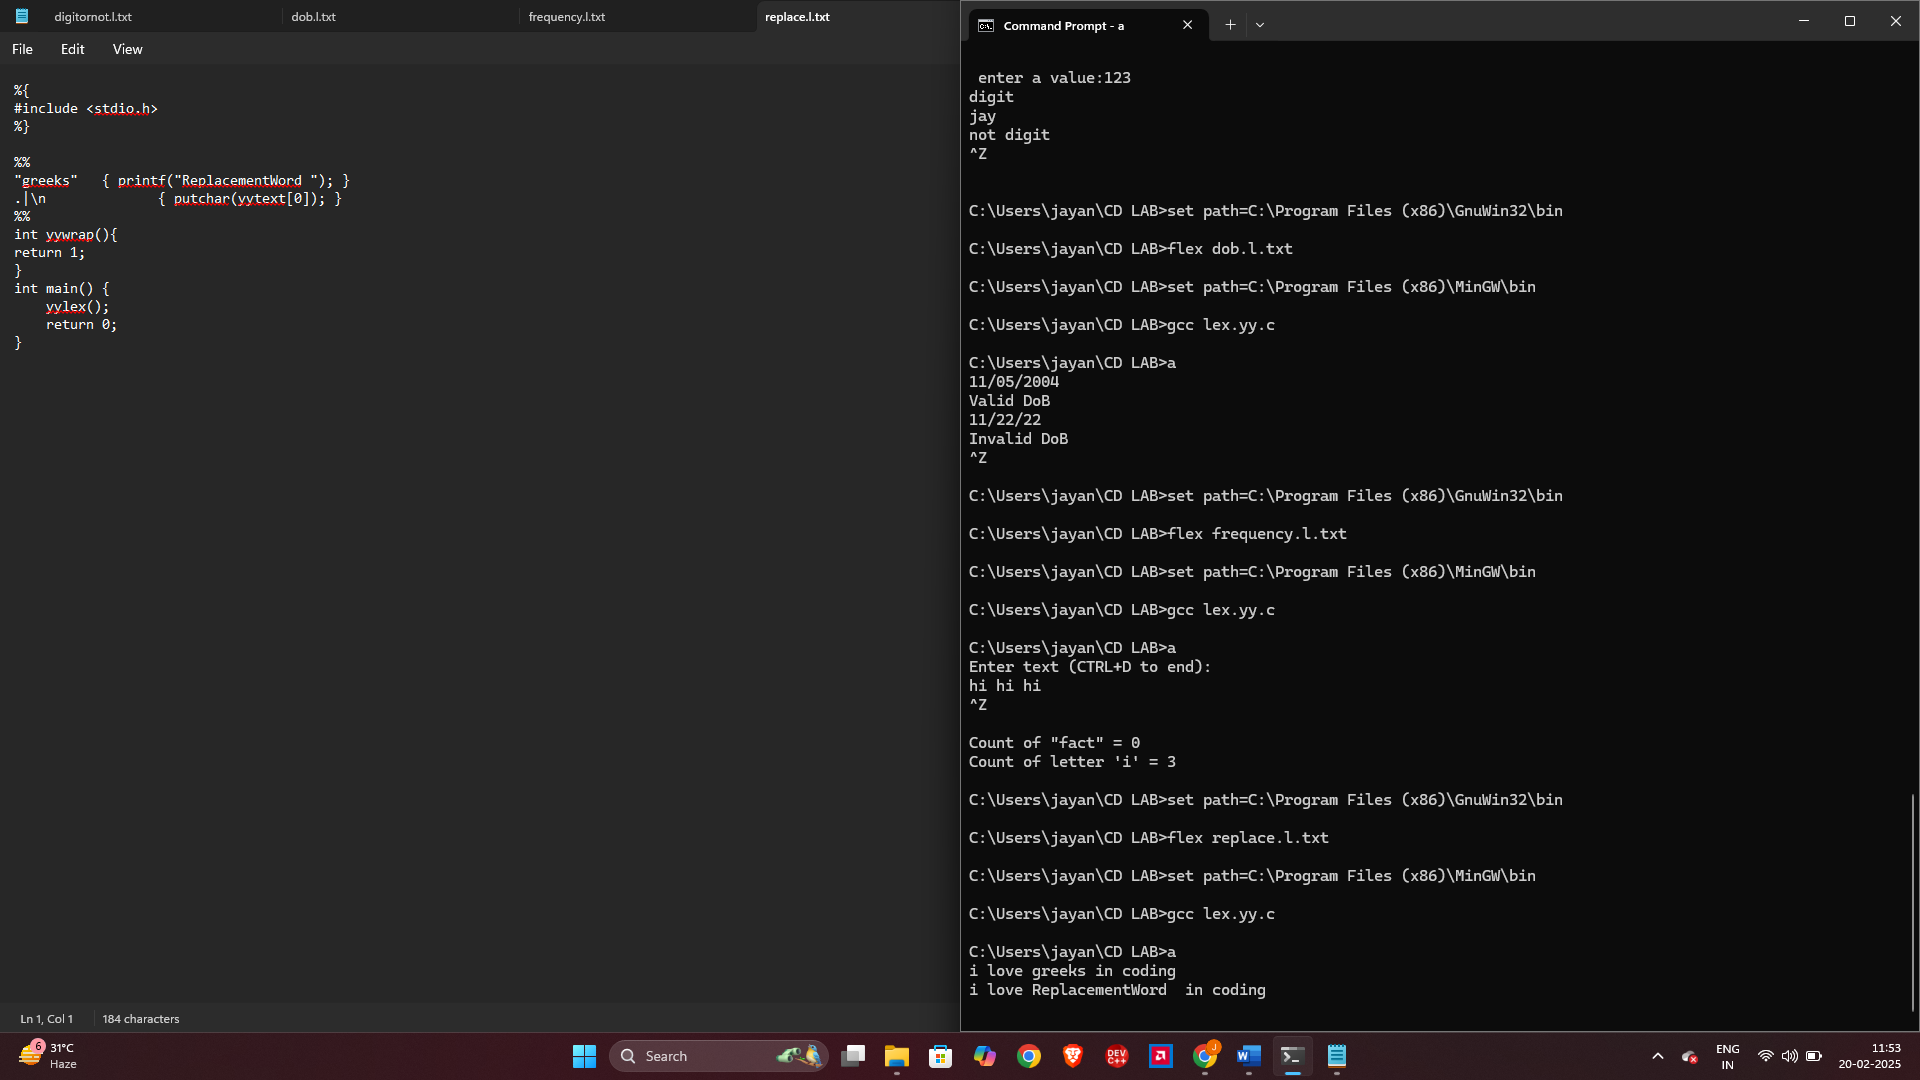 digitornot.l.txt
dob.l.txt
frequency.l.txt
replace.l.txt
File Edit View
%{
#include <stdio.h>
%}
%%
"greeks"   { printf("ReplacementWord "); }
.|\n              { putchar(yytext[0]); }
%%
int yywrap(){
return 1;
}
int main() {
    yylex();
    return 0;
}
Ln 1, Col 1
184 characters
Command Prompt - a
 enter a value:123
digit
jay
not digit
^Z
C:\Users\jayan\CD LAB>set path=C:\Program Files (x86)\GnuWin32\bin
C:\Users\jayan\CD LAB>flex dob.l.txt
C:\Users\jayan\CD LAB>set path=C:\Program Files (x86)\MinGW\bin
C:\Users\jayan\CD LAB>gcc lex.yy.c
C:\Users\jayan\CD LAB>a
11/05/2004
Valid DoB
11/22/22
Invalid DoB
^Z
C:\Users\jayan\CD LAB>set path=C:\Program Files (x86)\GnuWin32\bin
C:\Users\jayan\CD LAB>flex frequency.l.txt
C:\Users\jayan\CD LAB>set path=C:\Program Files (x86)\MinGW\bin
C:\Users\jayan\CD LAB>gcc lex.yy.c
C:\Users\jayan\CD LAB>a
Enter text (CTRL+D to end):
hi hi hi
^Z
Count of "fact" = 0
Count of letter 'i' = 3
C:\Users\jayan\CD LAB>set path=C:\Program Files (x86)\GnuWin32\bin
C:\Users\jayan\CD LAB>flex replace.l.txt
C:\Users\jayan\CD LAB>set path=C:\Program Files (x86)\MinGW\bin
C:\Users\jayan\CD LAB>gcc lex.yy.c
C:\Users\jayan\CD LAB>a
i love greeks in coding
i love ReplacementWord  in coding
6
31°C
Haze
Search
DEV
C++
J
W
ENG
IN
11:53
20-02-2025